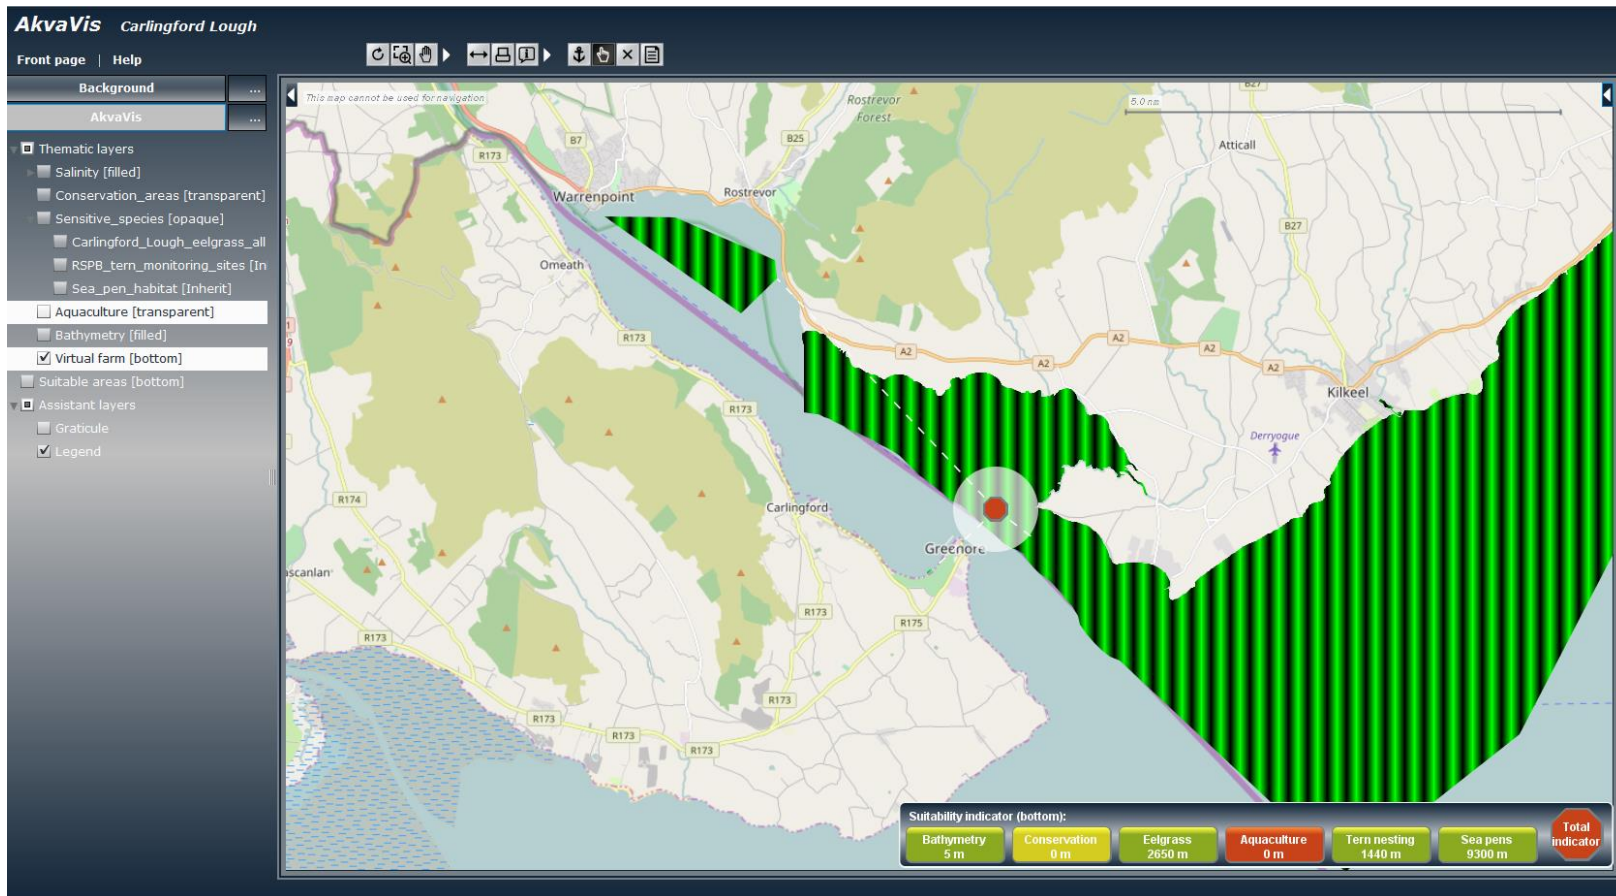 AkvaVis Carlingford Lough
Front page | Help
Background ...
AkvaVis ...
Thematic layers
Salinity [filled]
Conservation_areas [transparent]
Sensitive_species [opaque]
Carlingford_Lough_eelgrass_all
RSPB_tern_monitoring_sites [In
Sea_pen_habitat [Inherit]
Aquaculture [transparent]
Bathymetry [filled]
Virtual farm [bottom]
Suitable areas [bottom]
Assistant layers
Graticule
Legend
This map cannot be used for navigation
5.0 nm
Rostrevor
Forest
B27
B7
B25
Atticall
R173
Warrenpoint
Rostrevor
B27
Omeath
R173
A2
A2
A2
A2
A2
Kilkeel
R173
Derryogue
R174
Carlingford
Greenore
ascanlan
R173
R175
R173
R173
R173
R173
R173
Suitability indicator (bottom):
Bathymetry
5 m
Conservation
0 m
Eelgrass
2650 m
Aquaculture
0 m
Tern nesting
1440 m
Sea pens
9300 m
Total
indicator